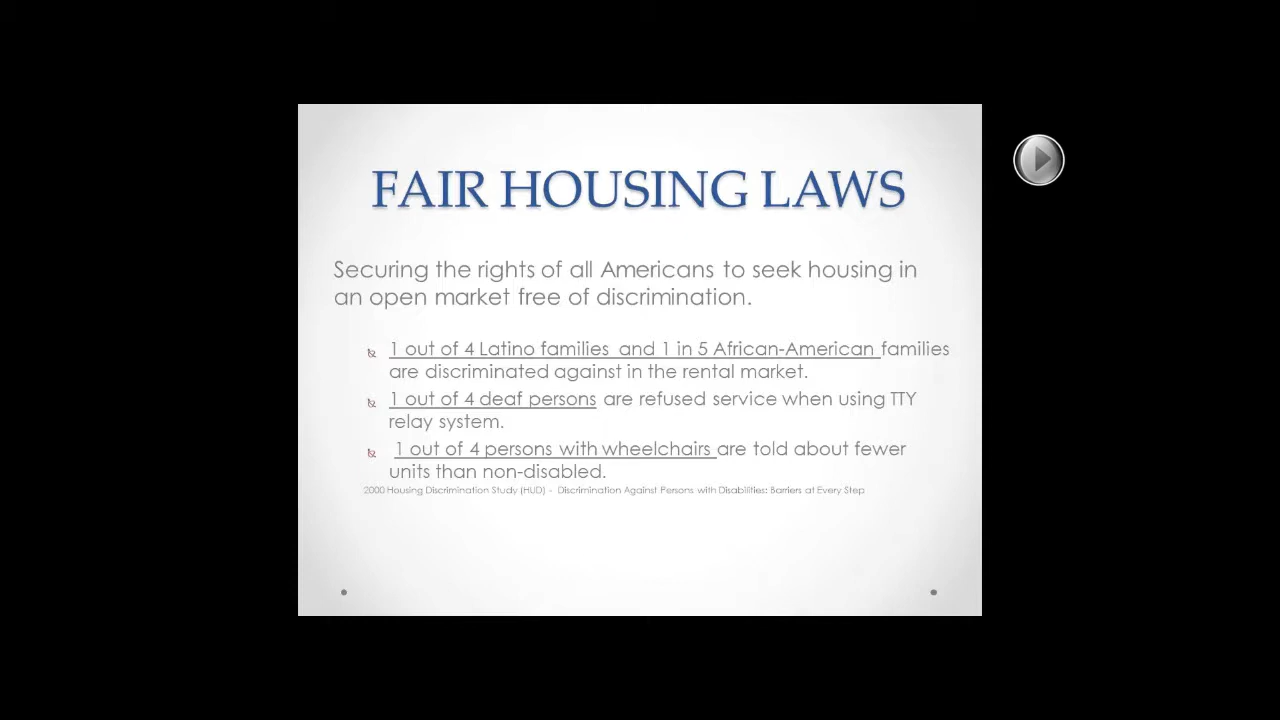 FAIR HOUSING LAWS
Securing the rights of all Americans to seek housing in
an open market free of discrimination.
1 out of 4 Latino families and 1 in 5 African-American families
are discriminated against in the rental market.
1 out of 4 deaf persons are refused service when using TTY
relay system.
1 out of 4 persons with wheelchairs are told about fewer
units than non-disabled.
2000 Housing Discrimination Study (HUD) - Discrimination Against Persons with Disabilities: Barriers at Every Step